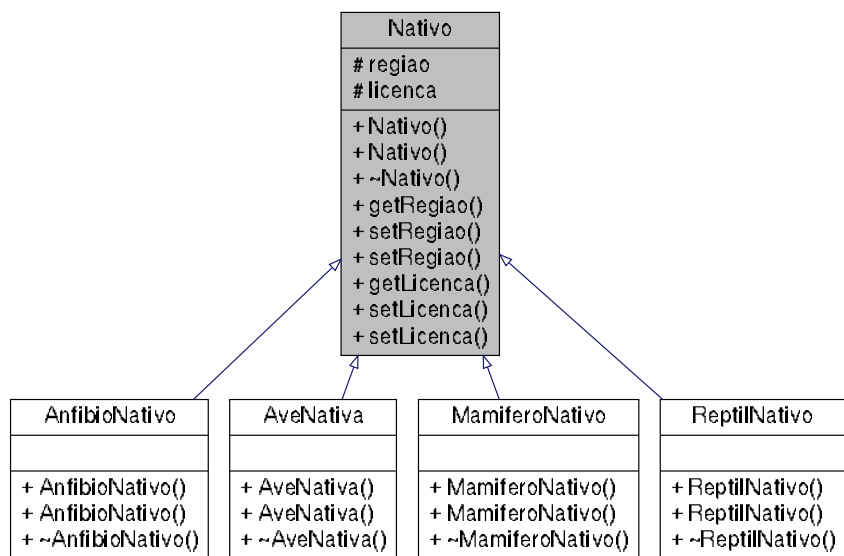 Nativo
# regiao
# licenca
+ Nativo()
+ Nativo()
+ ~Nativo()
+ getRegiao()
+ setRegiao()
+ setRegiao()
+ getLicenca()
+ setLicenca()
+ setLicenca()
AnfibioNativo
+ AnfibioNativo()
+ AnfibioNativo()
+ ~AnfibioNativo()
AveNativa
+ AveNativa()
+ AveNativa()
+ ~AveNativa()
MamiferoNativo
+ MamiferoNativo()
+ MamiferoNativo()
+ ~MamiferoNativo()
ReptilNativo
+ ReptilNativo()
+ ReptilNativo()
+ ~ReptilNativo()